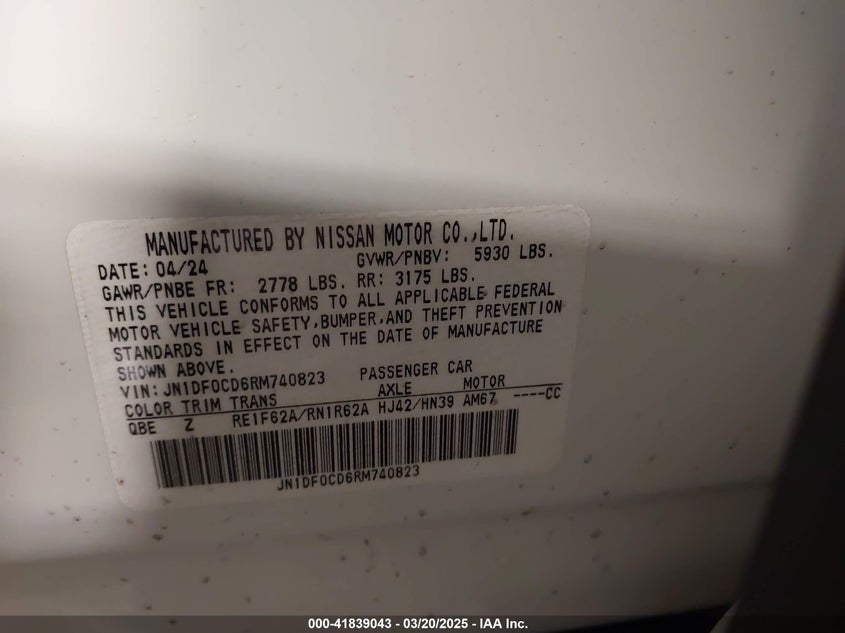 MANUFACTURED BY NISSAN MOTOR CO.,LTD.
DATE: 04/24 GVWR/PNBV: 5930 LBS.
GAWR/PNBE FR: 2778 LBS. RR: 3175 LBS.
THIS VEHICLE CONFORMS TO ALL APPLICABLE FEDERAL
MOTOR VEHICLE SAFETY,BUMPER,AND THEFT PREVENTION
STANDARDS IN EFFECT ON THE DATE OF MANUFACTURE
SHOWN ABOVE.
VIN: JN1DF0CD6RM740823 PASSENGER CAR
COLOR TRIM TRANS AXLE MOTOR
QBE Z RE1F62A/RN1R62A HJ42/HN39 AM67 ----CC
JN1DF0CD6RM740823
000-41839043 - 03/20/2025 - IAA Inc.